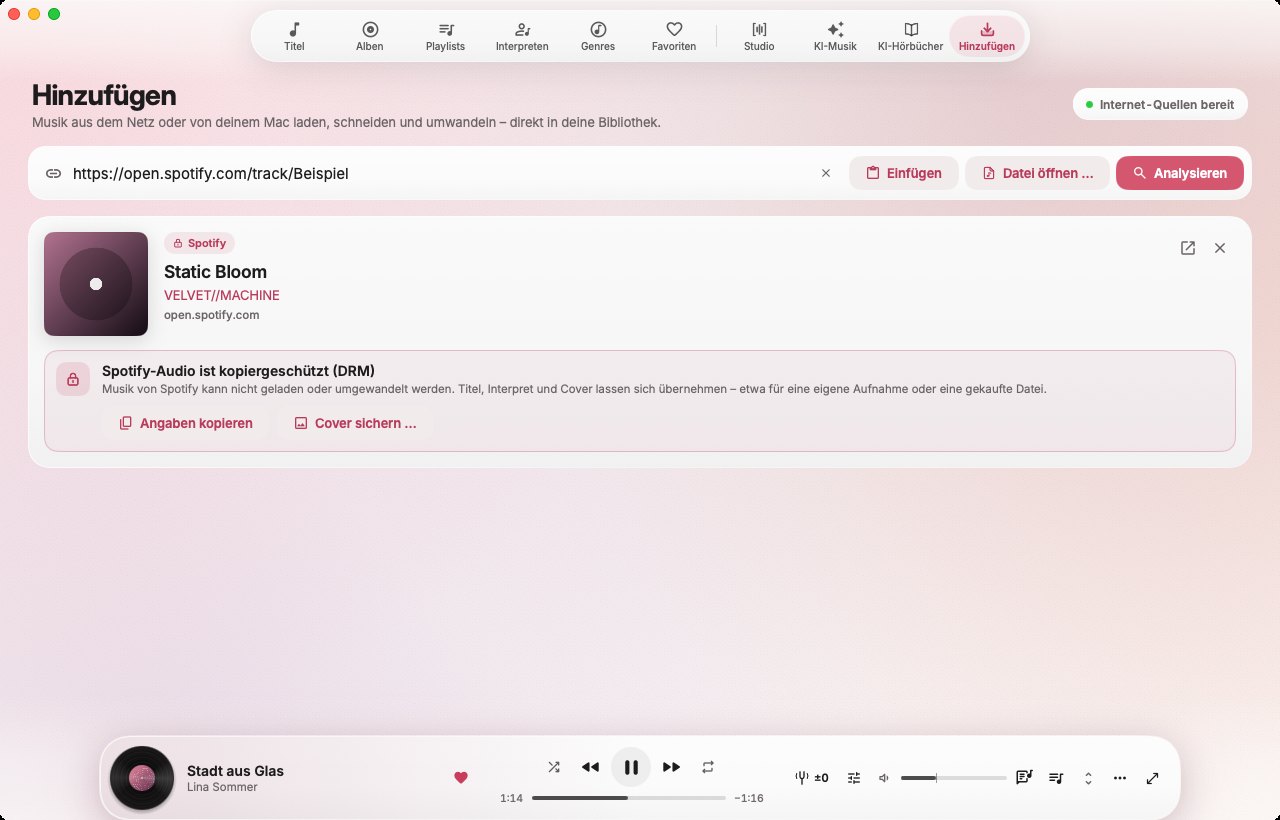 Titel
Alben
Playlists
Interpreten
Genres
Favoriten
Studio
KI-Musik
KI-Hörbücher
Hinzufügen
Hinzufügen
Musik aus dem Netz oder von deinem Mac laden, schneiden und umwandeln – direkt in deine Bibliothek.
Internet-Quellen bereit
https://open.spotify.com/track/Beispiel
Einfügen
Datei öffnen ...
Analysieren
Spotify
Static Bloom
VELVET//MACHINE
open.spotify.com
Spotify-Audio ist kopiergeschützt (DRM)
Musik von Spotify kann nicht geladen oder umgewandelt werden. Titel, Interpret und Cover lassen sich übernehmen – etwa für eine eigene Aufnahme oder eine gekaufte Datei.
Angaben kopieren
Cover sichern ...
Stadt aus Glas
Lina Sommer
1:14
−1:16
±0